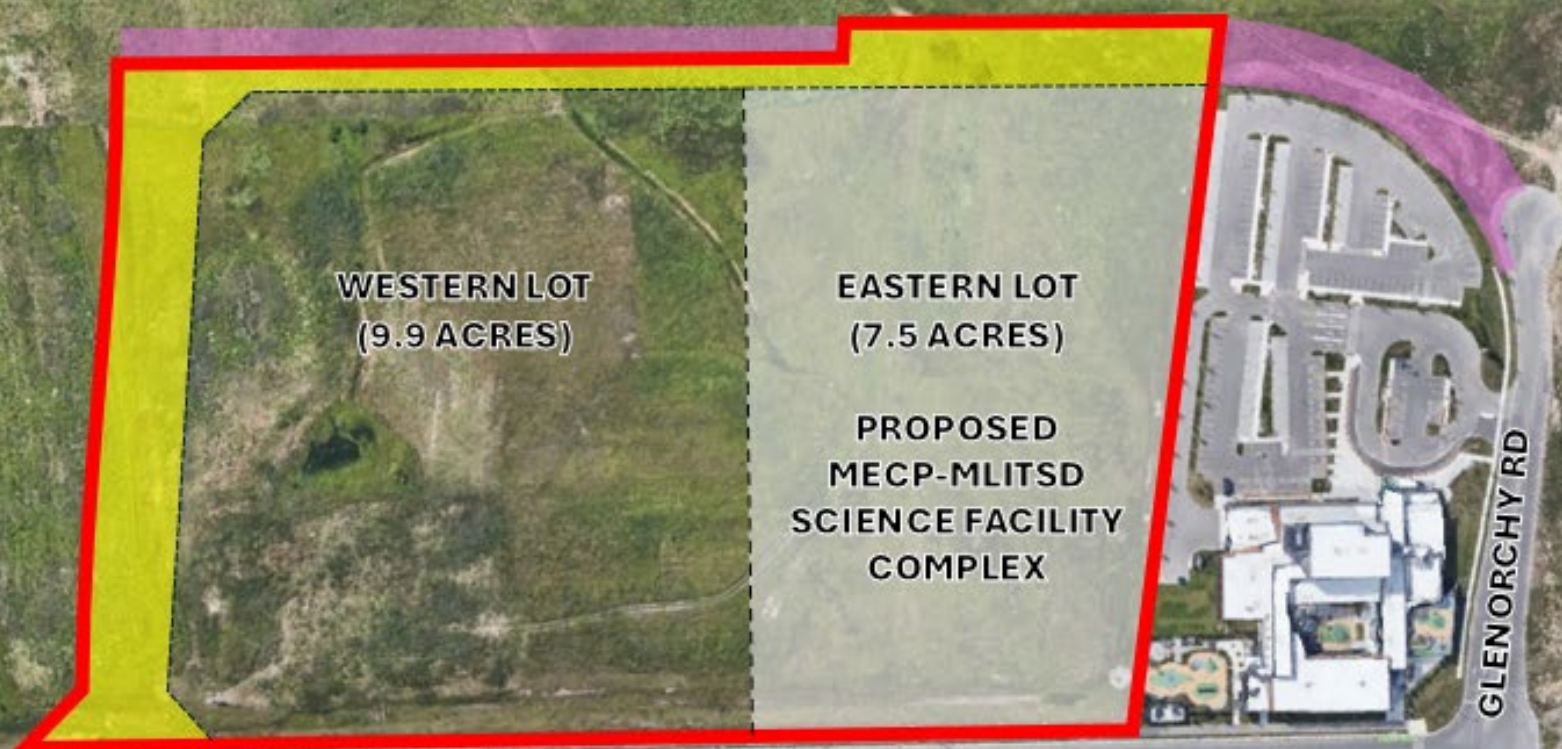 WESTERN LOT
(9.9 ACRES)
EASTERN LOT
(7.5 ACRES)
PROPOSED
MECP-MLITSD
SCIENCE FACILITY
COMPLEX
GLENORCHY RD